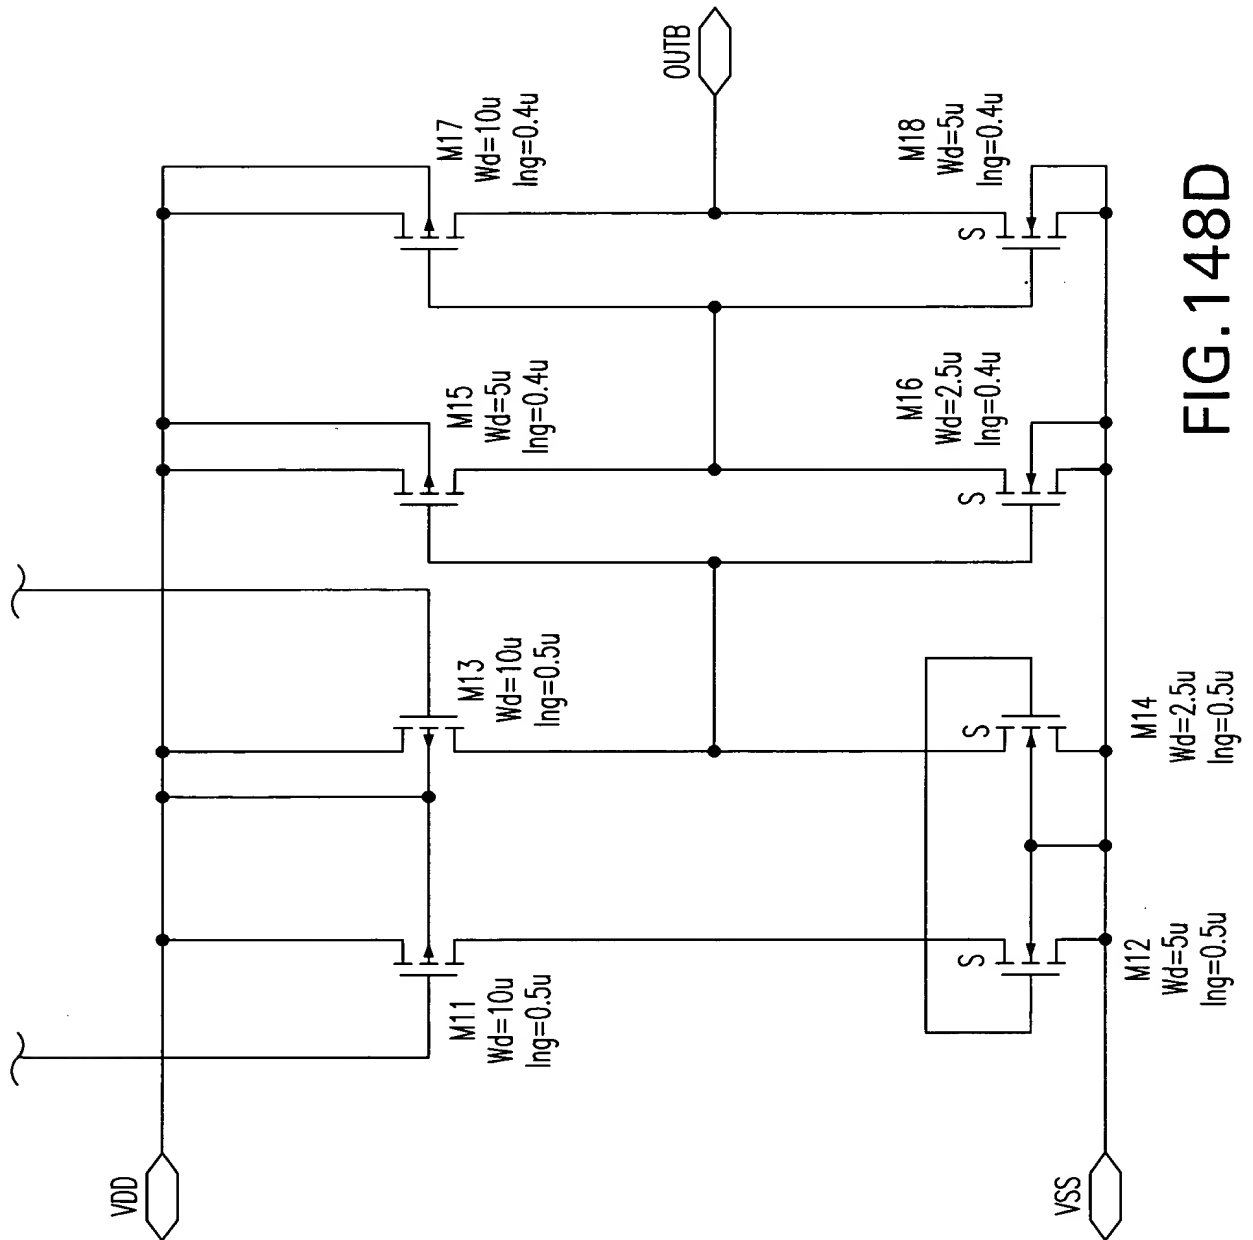 VDD
M11
Wd=10u
lng=0.5u
M13
Wd=10u
lng=0.5u
M15
Wd=5u
lng=0.4u
M17
Wd=10u
lng=0.4u
OUTB
S
S
S
S
M16
Wd=2.5u
lng=0.4u
M18
Wd=5u
lng=0.4u
VSS
M12
Wd=5u
lng=0.5u
M14
Wd=2.5u
lng=0.5u
FIG.148D